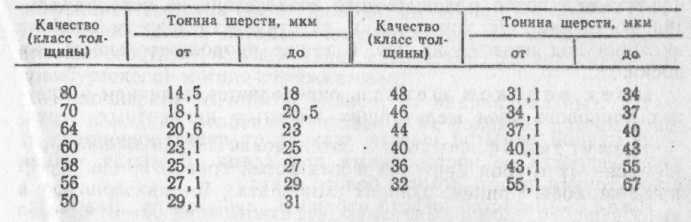 Качество (класс толщины) Тонина шерсти, мкм Качество (класс толщины) Тонина шерсти, мкм
от до от до
80 14,5 18 48 31,1 34
70 18,1 20,5 46 34,1 37
64 20,6 23 44 37,1 40
60 23,1 25 40 40,1 43
58 25,1 27 36 43,1 55
56 27,1 29 32 55,1 67
50 29,1 31